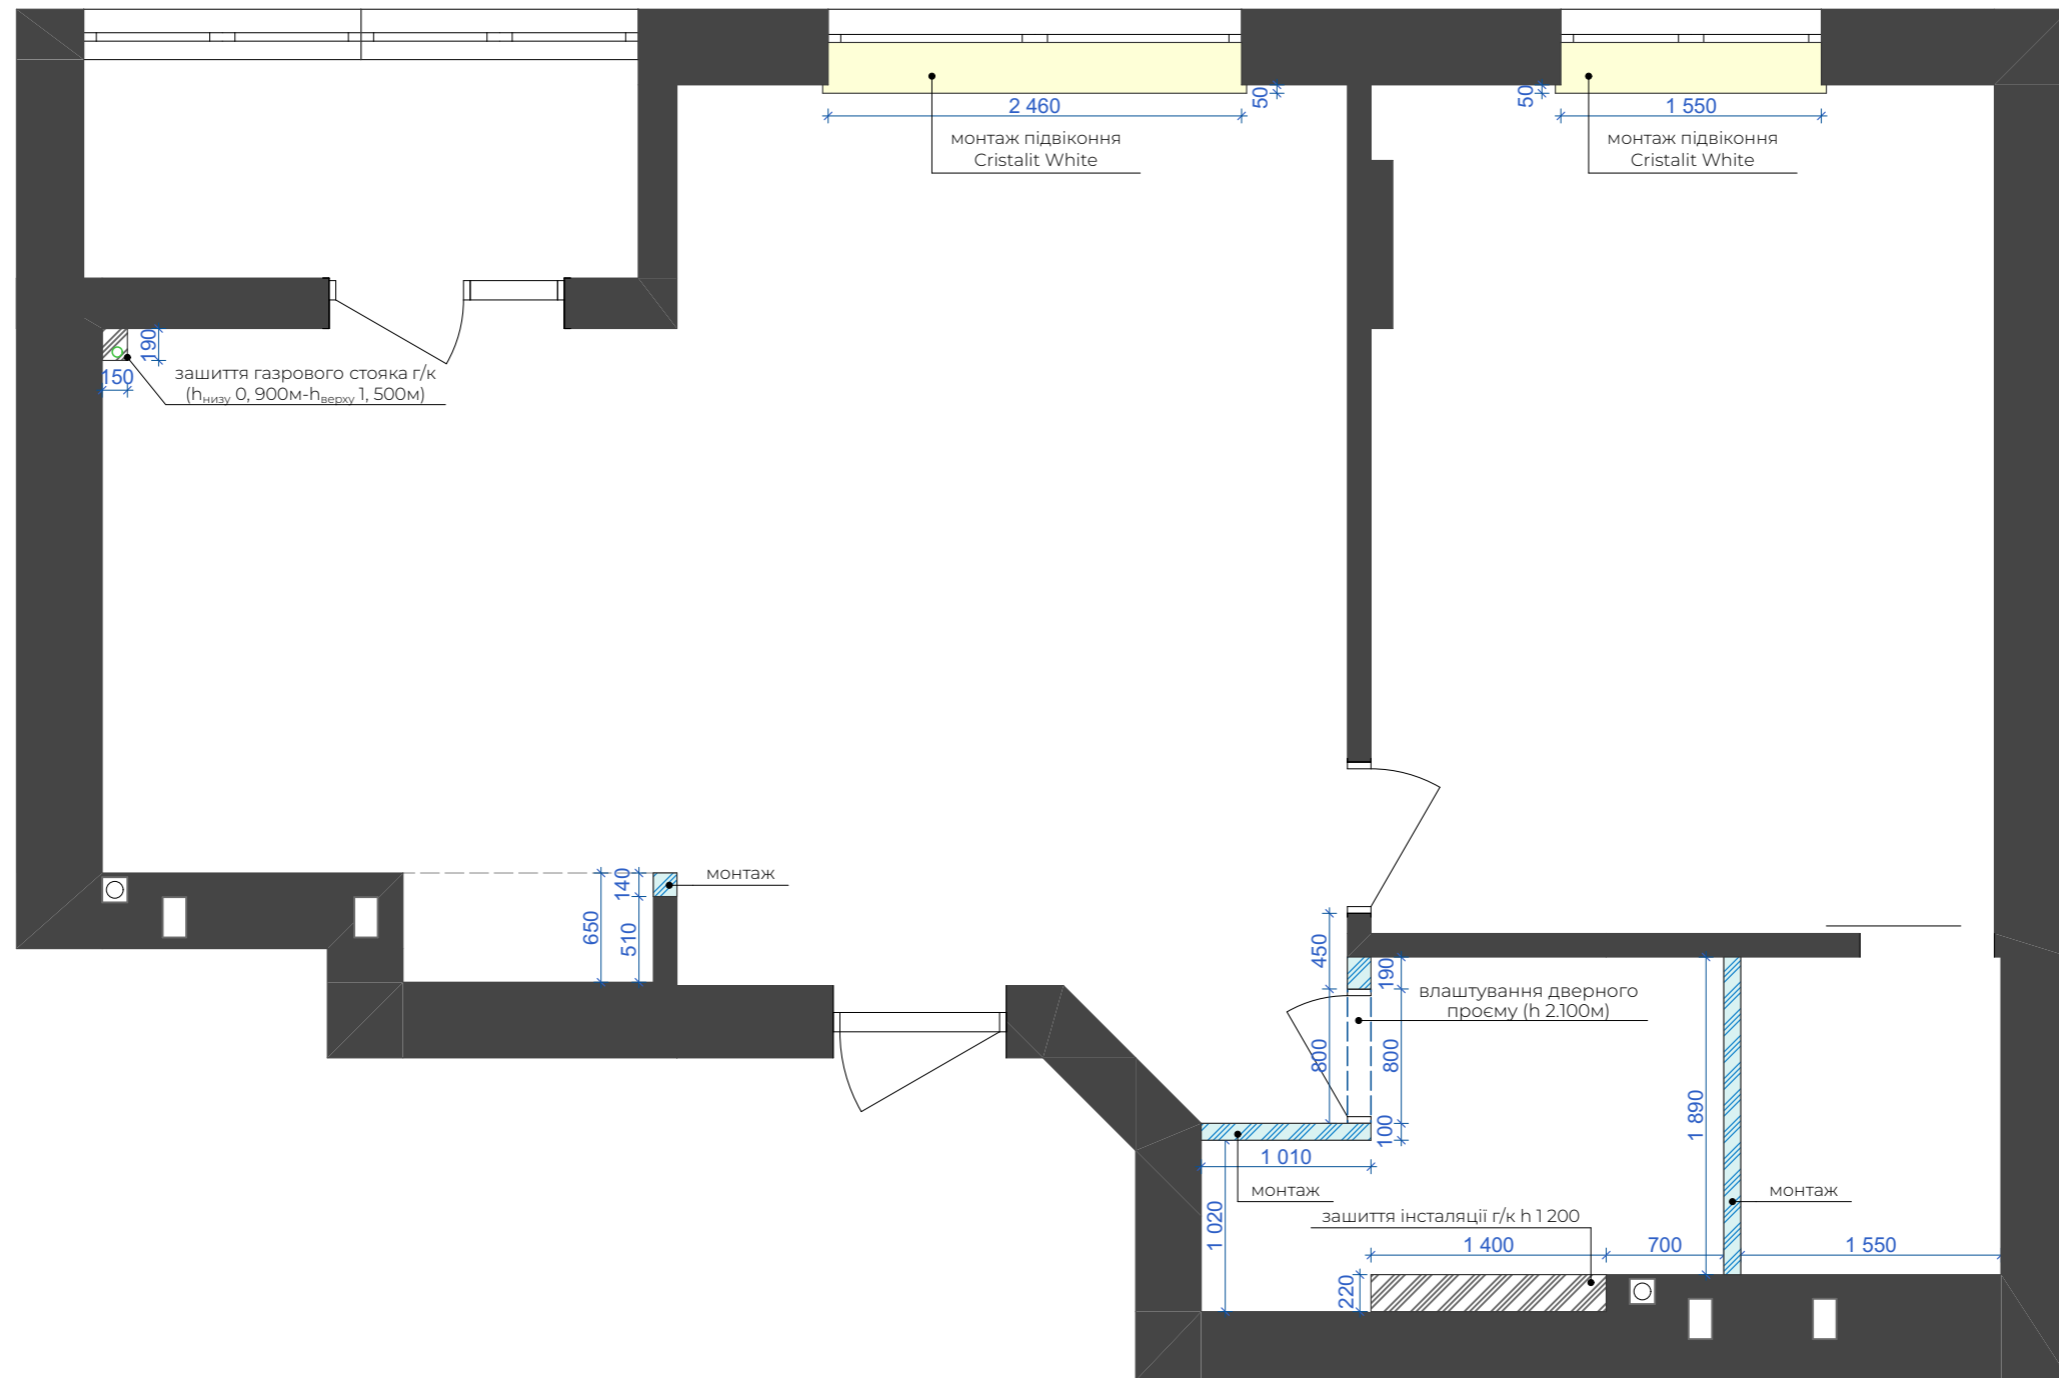 2 460
50
монтаж підвіконня
Cristalit White
50
1 550
монтаж підвіконня
Cristalit White
190
150
зашиття газрового стояка г/к
(hнизу 0, 900м-hверху 1, 500м)
монтаж
140
650
510
450
190
влаштування дверного
проєму (h 2.100м)
800
800
100
1 890
1 010
монтаж
монтаж
1 020
зашиття інсталяції г/к h 1 200
1 400
700
1 550
220